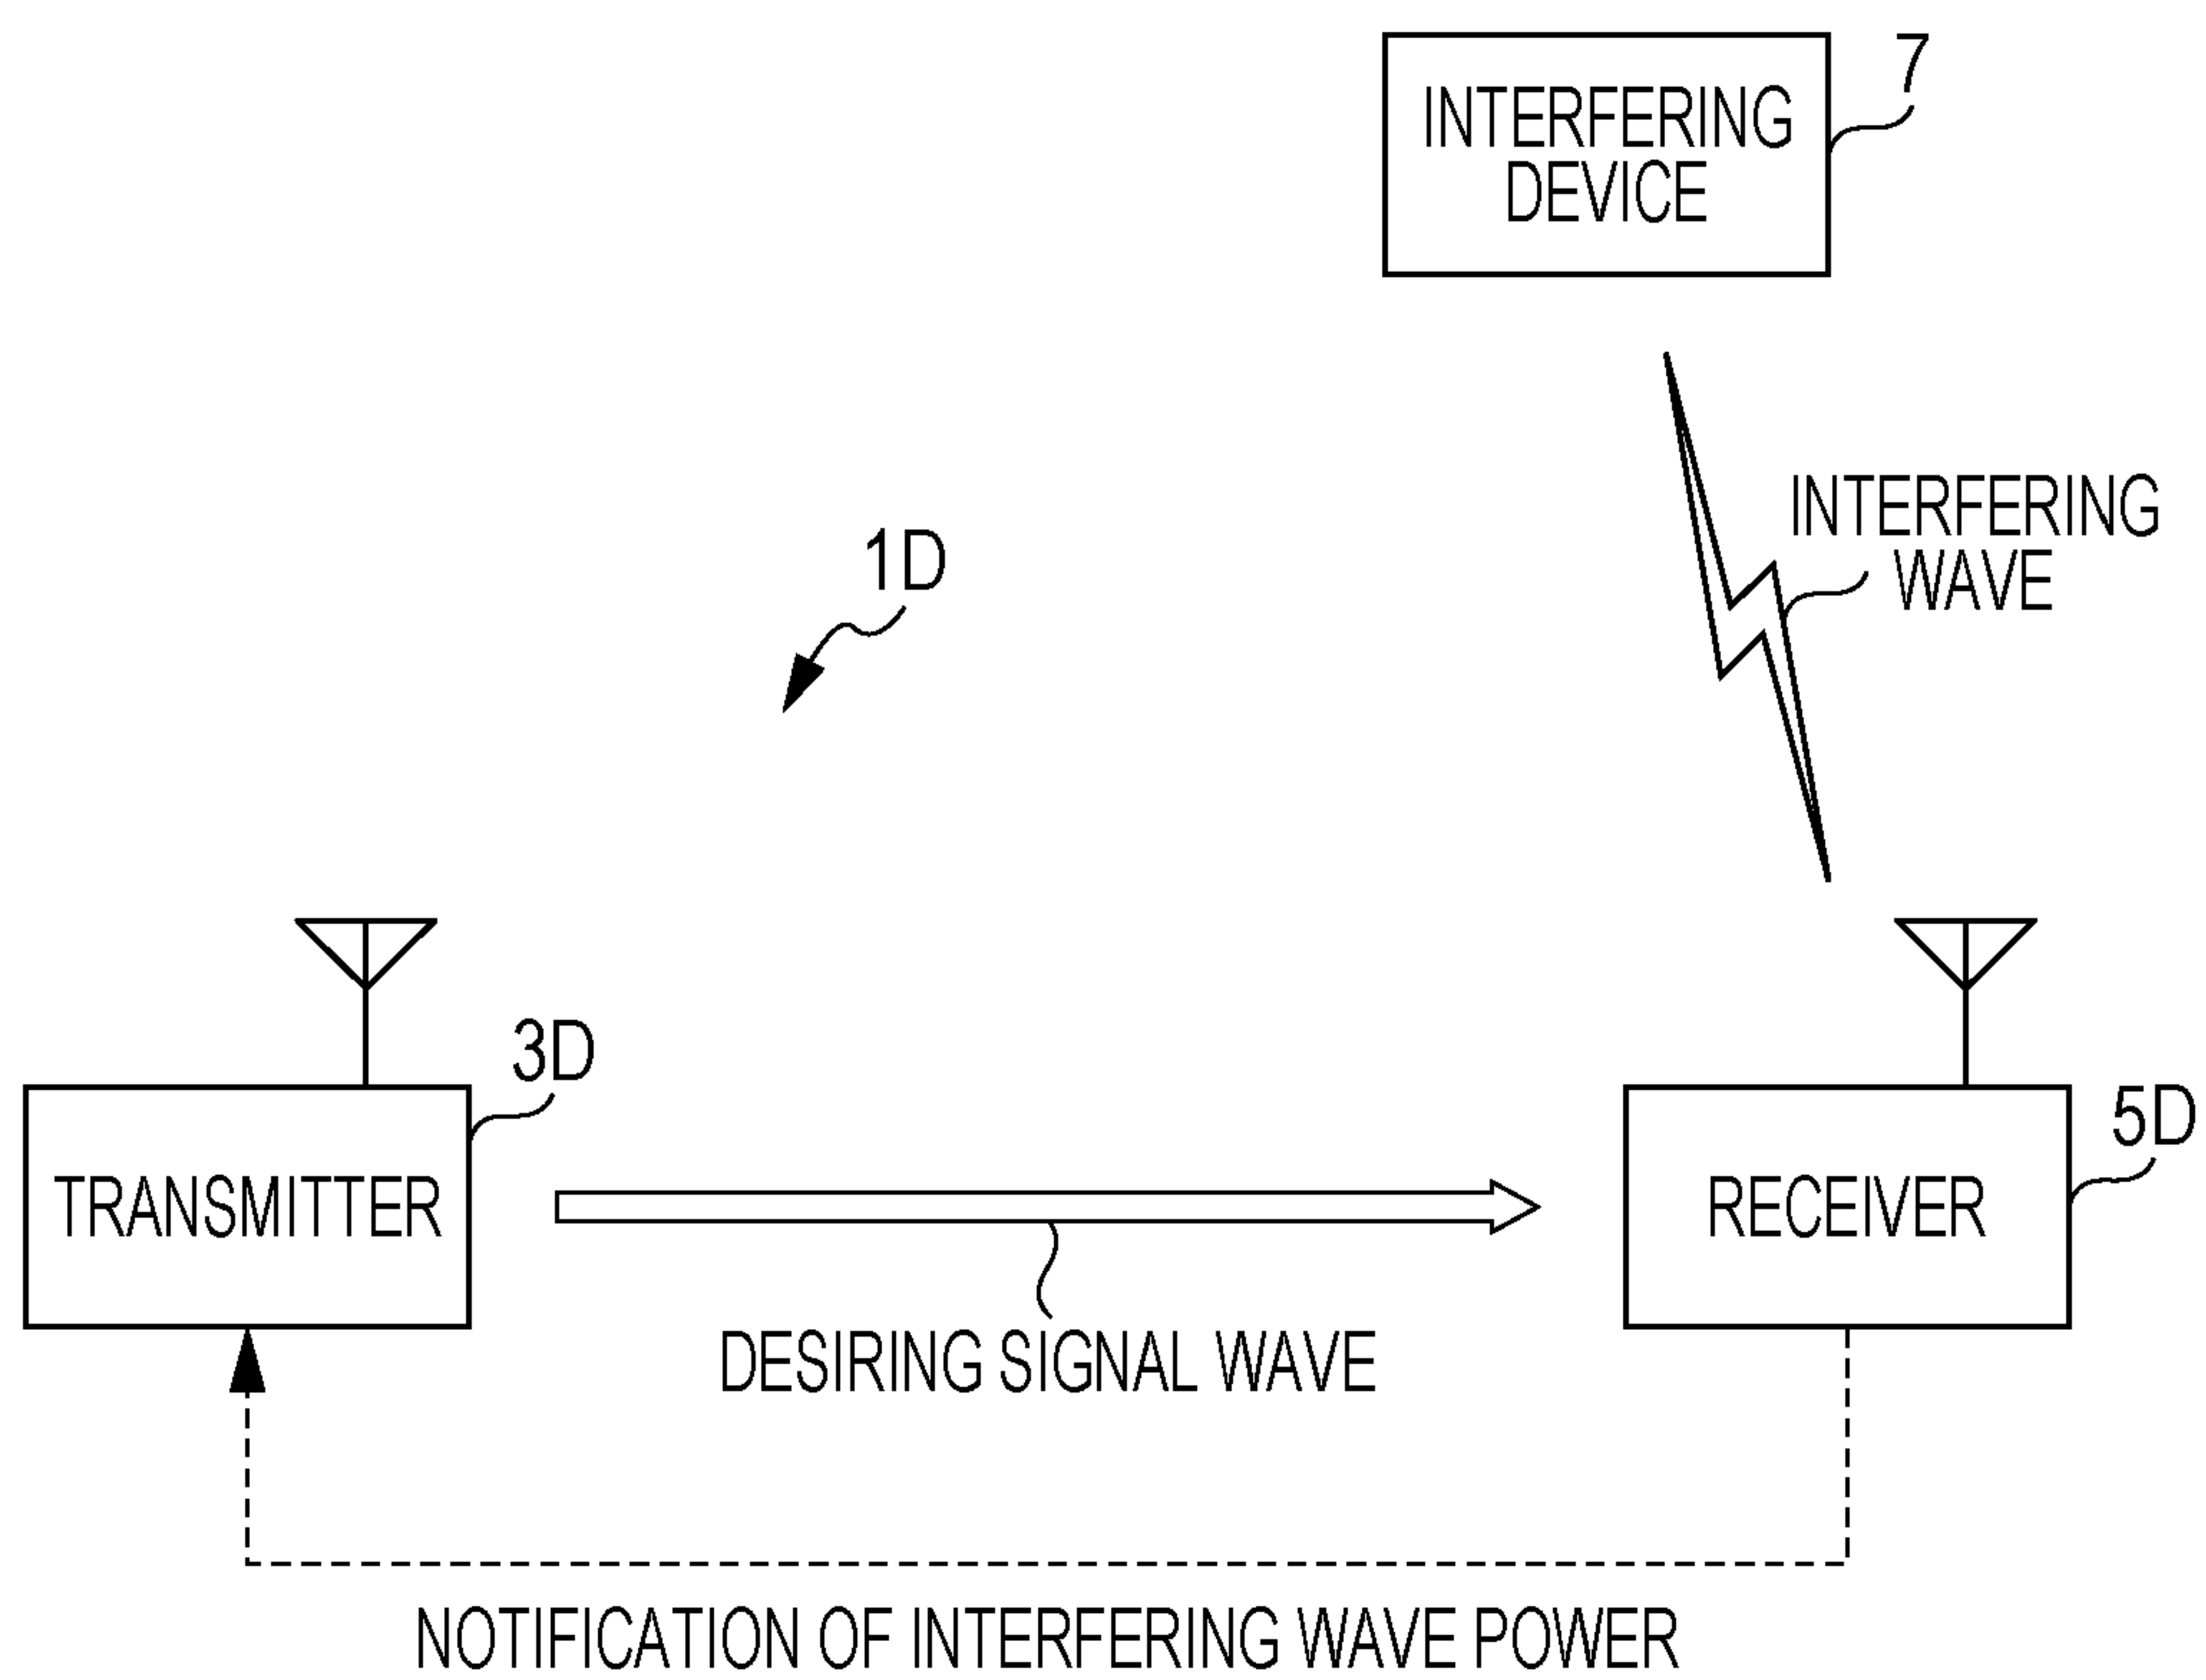 7
INTERFERING
DEVICE
INTERFERING
WAVE
1D
3D
5D
TRANSMITTER
RECEIVER
DESIRING SIGNAL WAVE
NOTIFICATION OF INTERFERING WAVE POWER